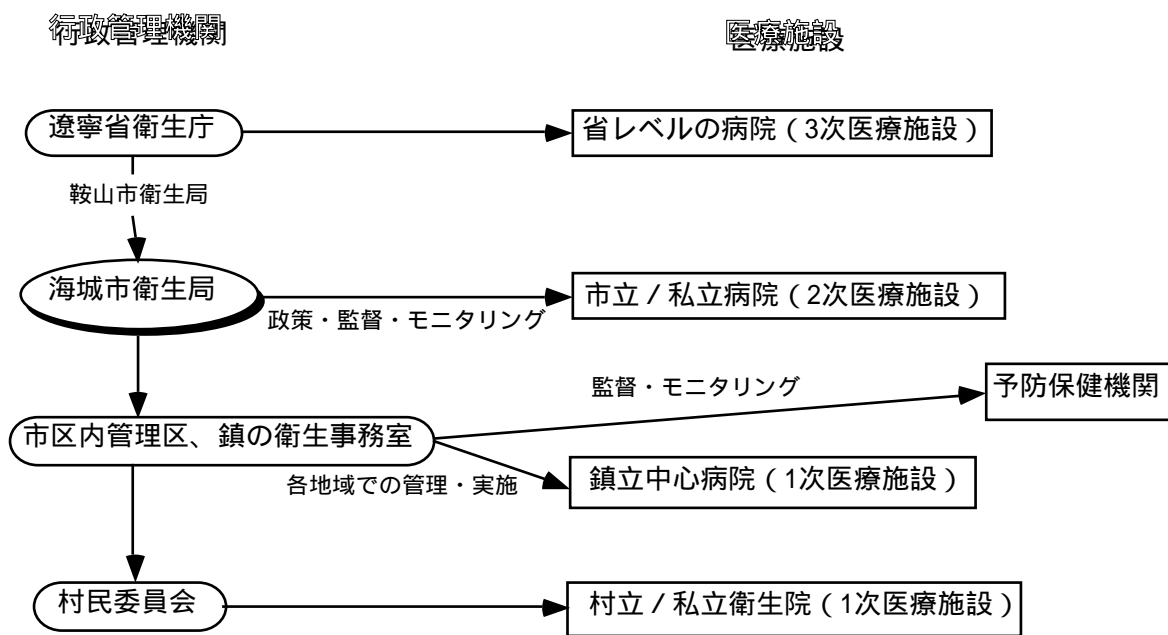 行政管理機関
医療施設
遼寧省衛生庁
省レベルの病院（3次医療施設）
鞍山市衛生局
海城市衛生局
市立 / 私立病院（2次医療施設）
政策・監督・モニタリング
監督・モニタリング
予防保健機関
市区内管理区、鎮の衛生事務室
各地域での管理・実施
鎮立中心病院（1次医療施設）
村民委員会
村立 / 私立衛生院（1次医療施設）